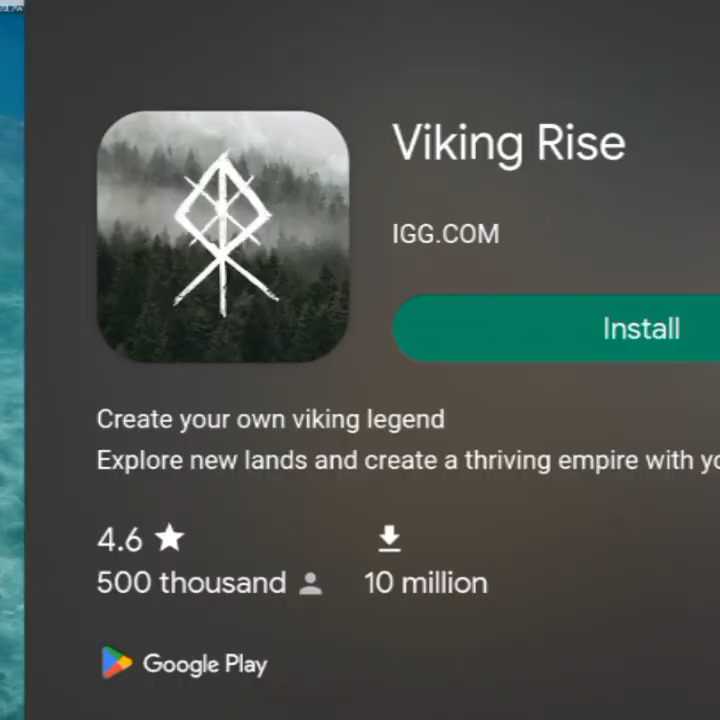 Viking Rise
IGG.COM
Install
Create your own viking legend
Explore new lands and create a thriving empire with
4.6
500 thousand
10 million
Google Play